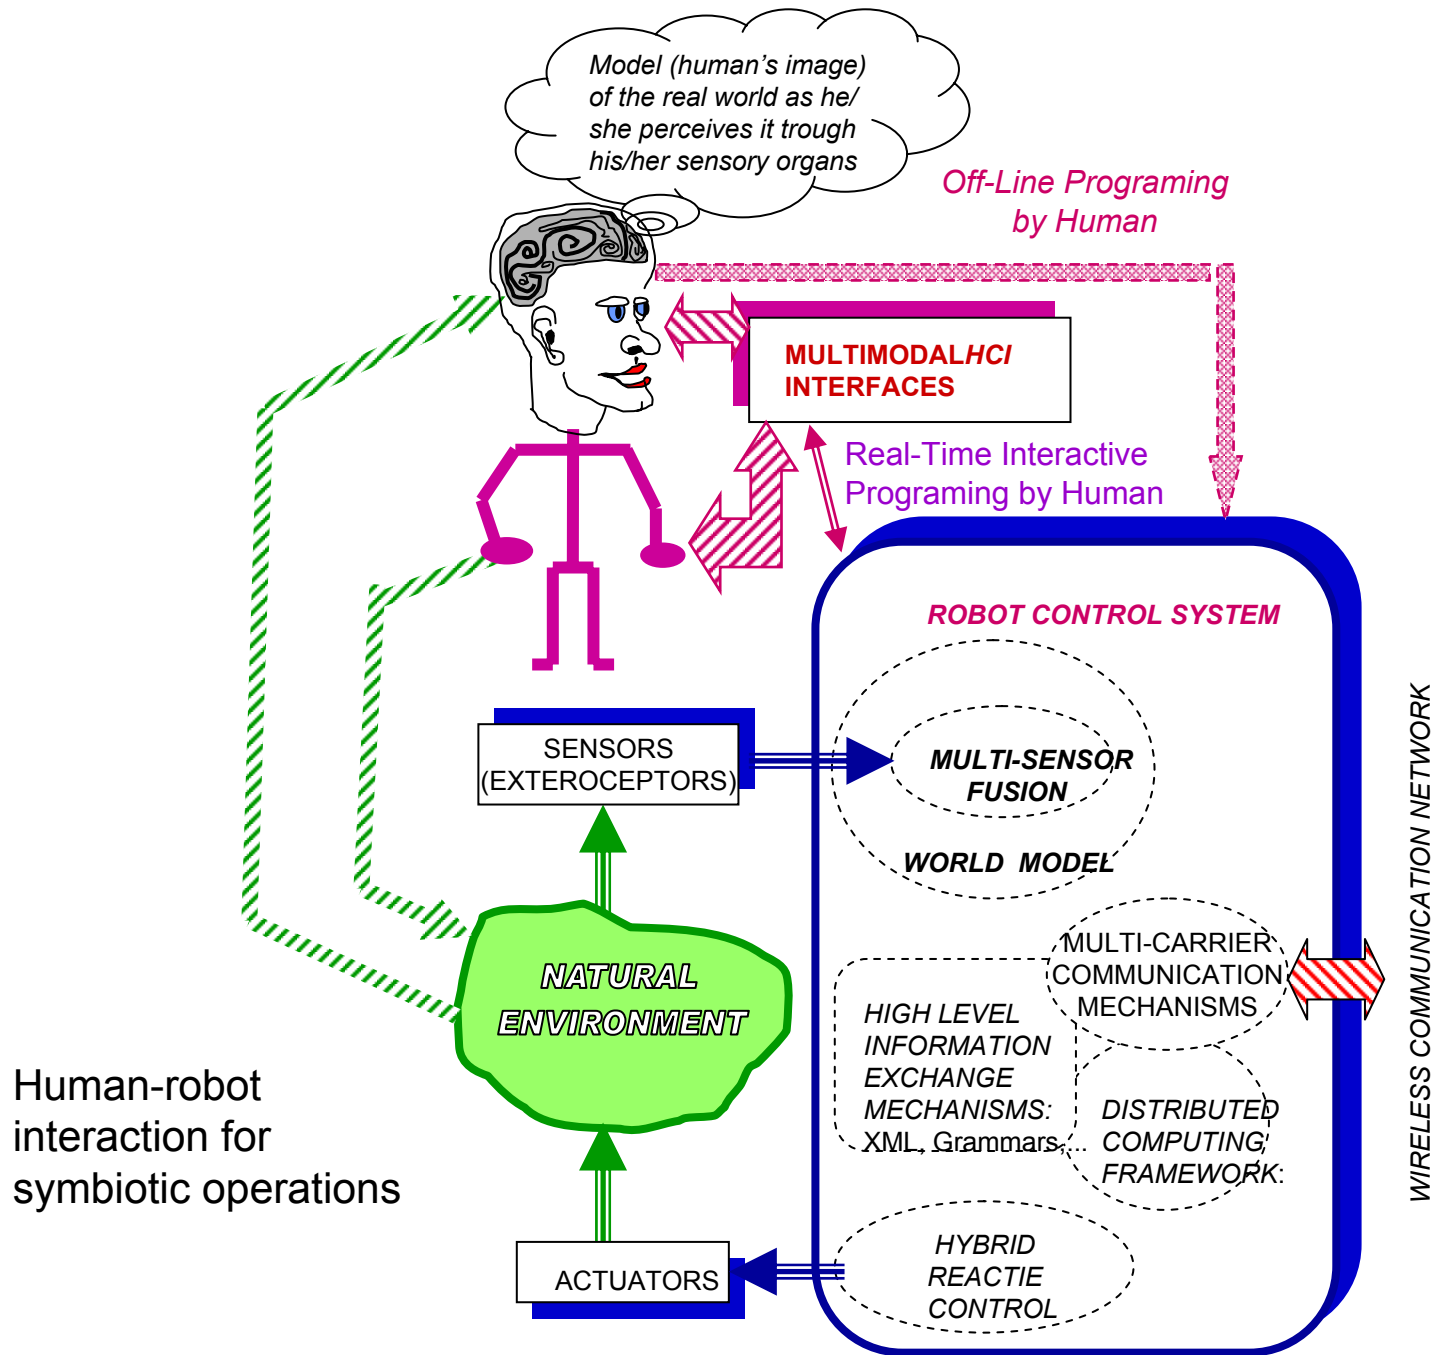 Model (human's image)
of the real world as he/
she perceives it trough
his/her sensory organs
Off-Line Programing
by Human
MULTIMODALHCI
INTERFACES
Real-Time Interactive
Programing by Human
ROBOT CONTROL SYSTEM
SENSORS
(EXTEROCEPTORS)
MULTI-SENSOR
FUSION
WORLD MODEL
NATURAL
ENVIRONMENT
MULTI-CARRIER
COMMUNICATION
MECHANISMS
HIGH LEVEL
INFORMATION
EXCHANGE
MECHANISMS:
XML, Grammars,...
DISTRIBUTED
COMPUTING
FRAMEWORK:
WIRELESS COMMUNICATION NETWORK
Human-robot
interaction for
symbiotic operations
ACTUATORS
HYBRID
REACTIE
CONTROL